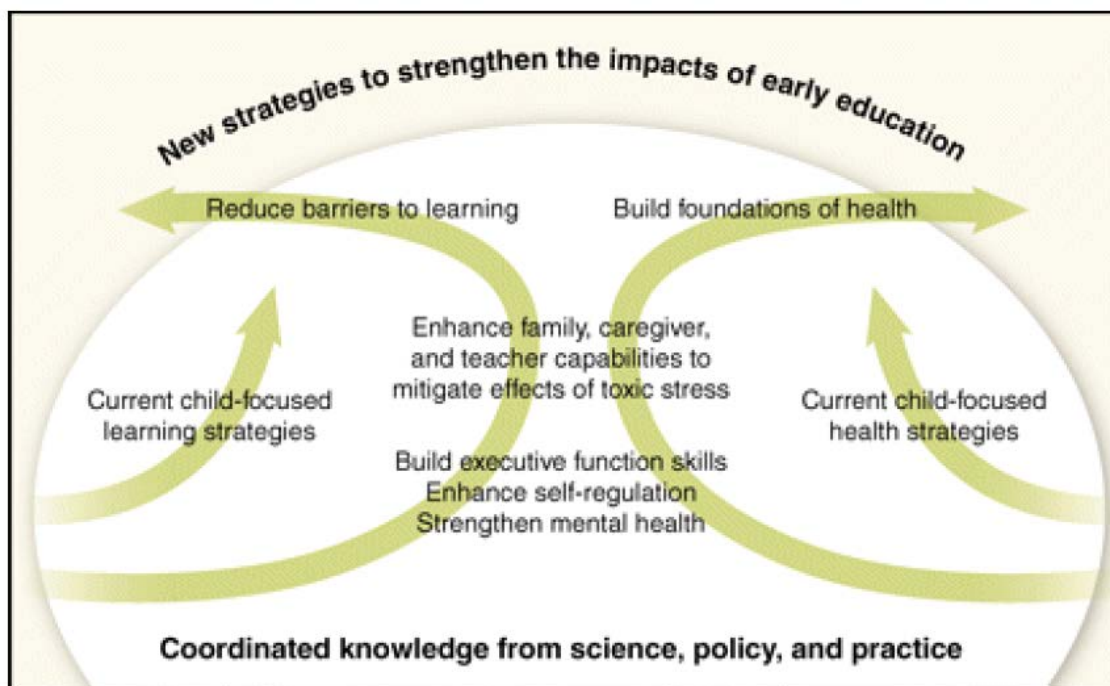 New strategies to strengthen the impacts of early education
Reduce barriers to learning
Build foundations of health
Enhance family, caregiver,
and teacher capabilities to
mitigate effects of toxic stress
Current child-focused
learning strategies
Current child-focused
health strategies
Build executive function skills
Enhance self-regulation
Strengthen mental health
Coordinated knowledge from science, policy, and practice